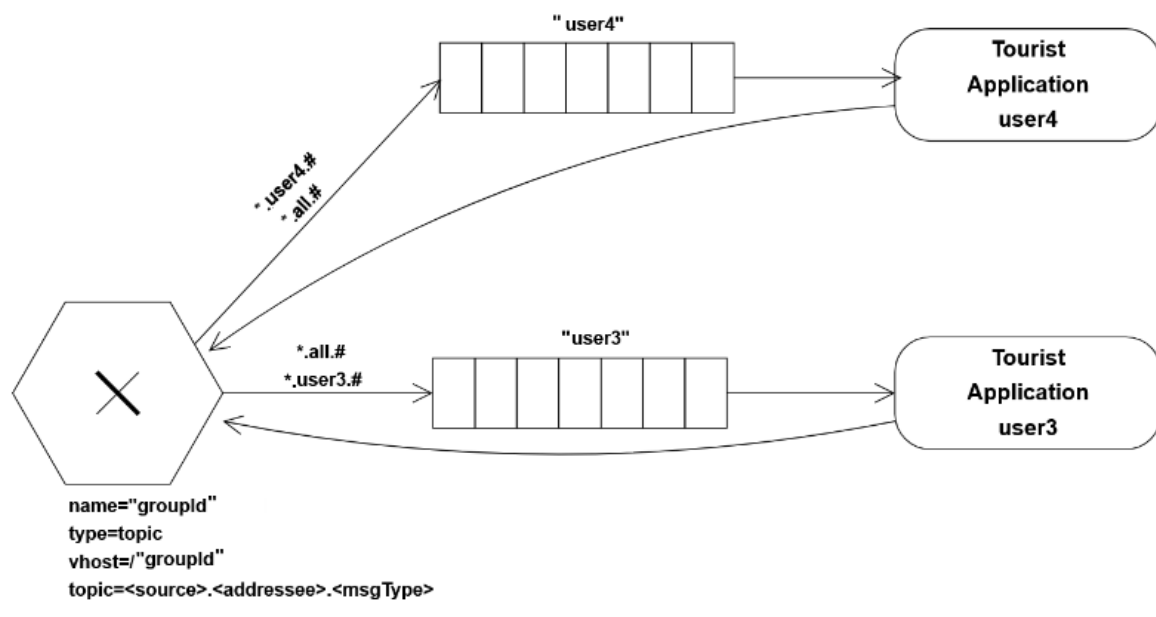 " user4"
Tourist
Application
user4
*.user4.#
*.all.#
"user3"
*.all.#
*.user3.#
Tourist
Application
user3
name="groupId"
type=topic
vhost=/"groupId"
topic=<source>.<addressee>.<msgType>